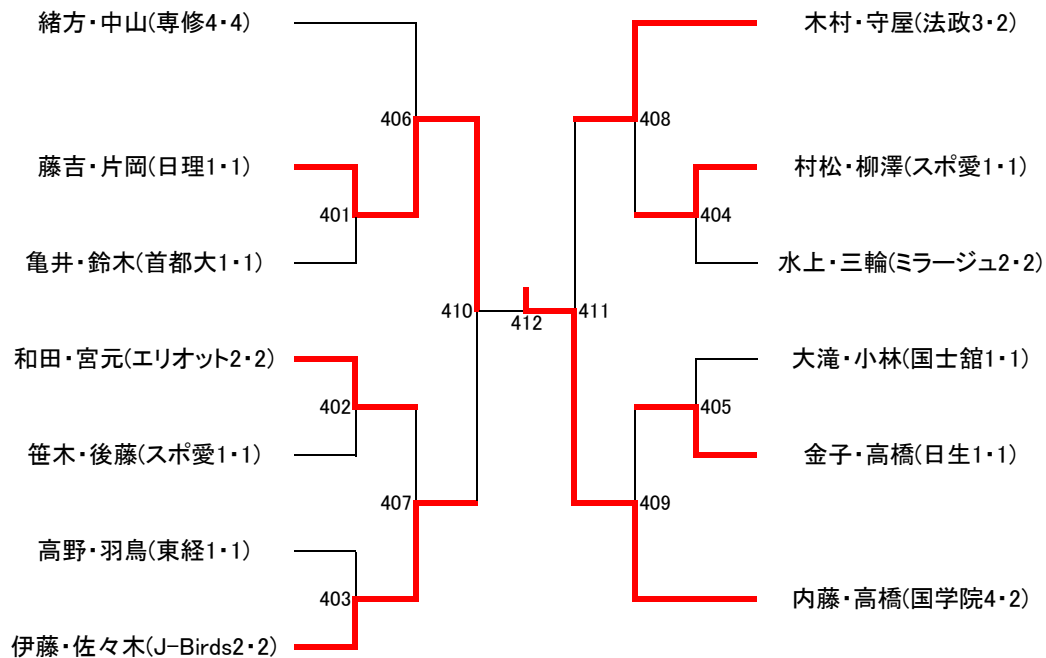 緒方・中山(専修4・4)
藤吉・片岡(日理1・1)
亀井・鈴木(首都大1・1)
和田・宮元(エリオット2・2)
笹木・後藤(スポ愛1・1)
高野・羽鳥(東経1・1)
伊藤・佐々木(J-Birds2・2)
401
402
403
406
407
410
412
411
408
409
404
405
木村・守屋(法政3・2)
村松・柳澤(スポ愛1・1)
水上・三輪(ミラージュ2・2)
大滝・小林(国士舘1・1)
金子・高橋(日生1・1)
内藤・高橋(国学院4・2)